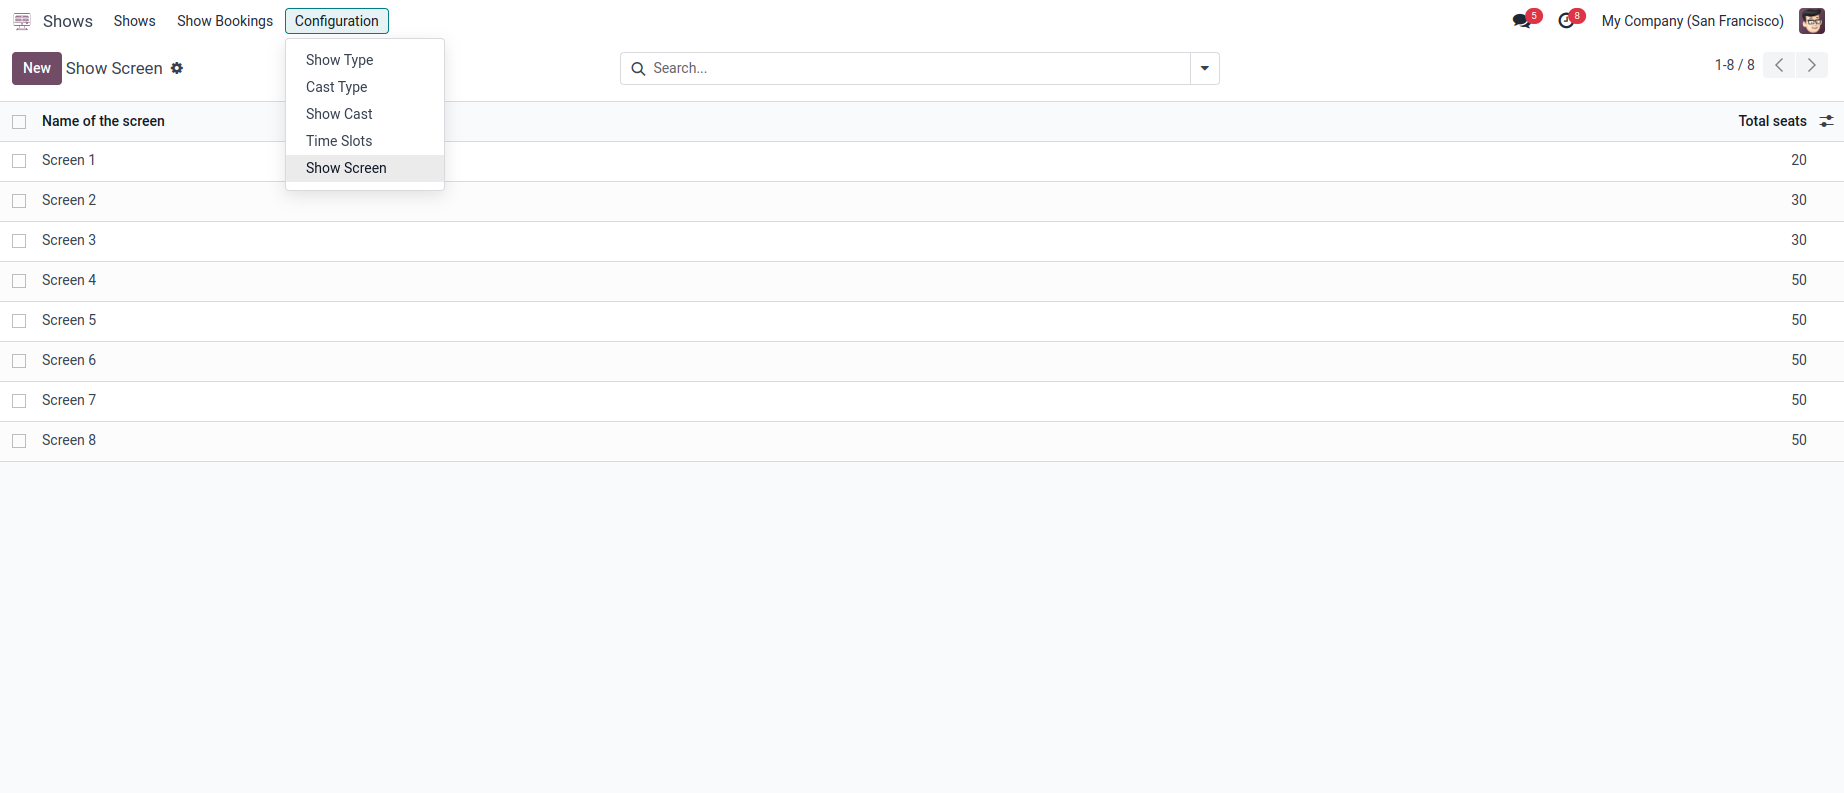 Shows Shows Show Bookings Configuration 5 8 My Company (San Francisco)
Show Type
Cast Type
Show Cast
Time Slots
Show Screen
New Show Screen Search... 1-8 / 8
Name of the screen Total seats
Screen 1 20
Screen 2 30
Screen 3 30
Screen 4 50
Screen 5 50
Screen 6 50
Screen 7 50
Screen 8 50